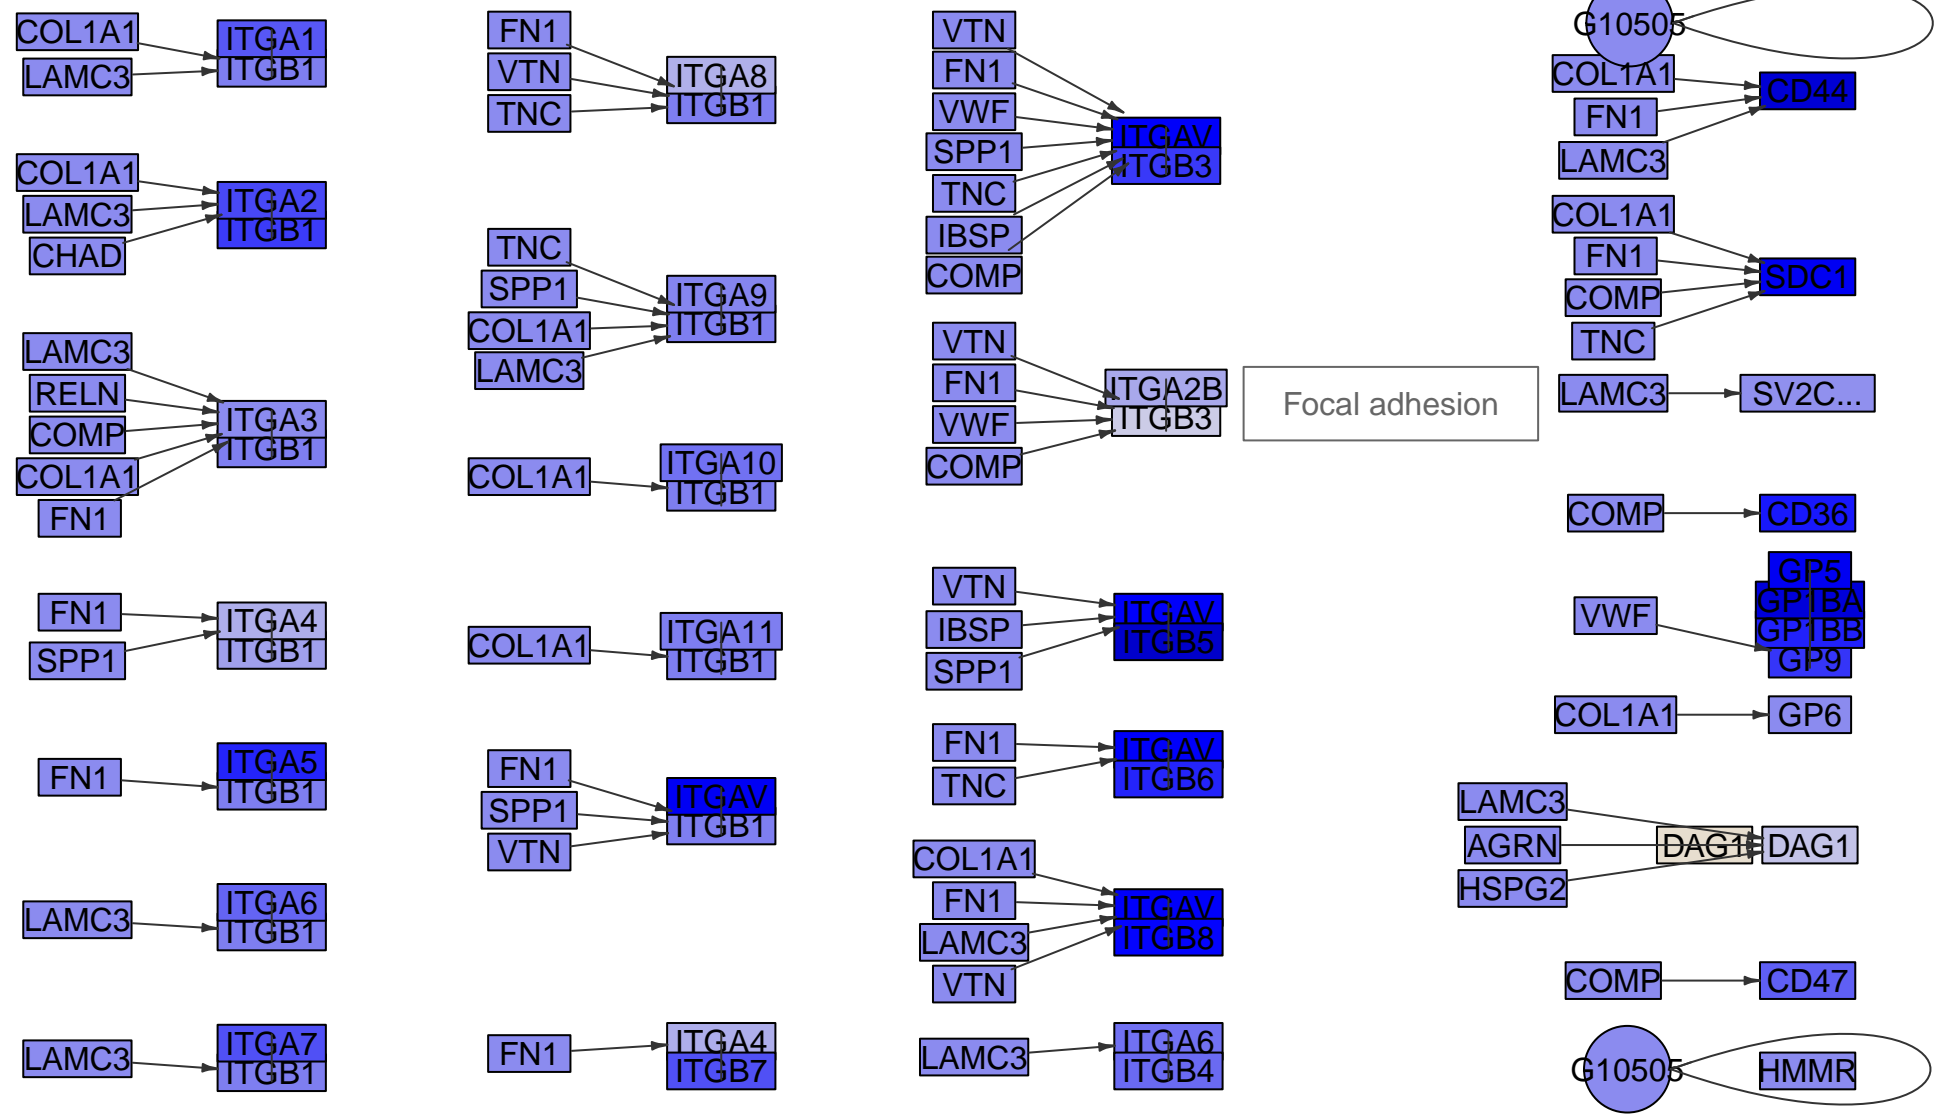 COL1A1
LAMC3
ITGA1
ITGB1
COL1A1
LAMC3
CHAD
ITGA2
ITGB1
LAMC3
RELN
COMP
COL1A1
FN1
ITGA3
ITGB1
FN1
SPP1
ITGA4
ITGB1
FN1
ITGA5
ITGB1
LAMC3
ITGA6
ITGB1
LAMC3
ITGA7
ITGB1
FN1
VTN
TNC
ITGA8
ITGB1
TNC
SPP1
COL1A1
LAMC3
ITGA9
ITGB1
COL1A1
ITGA10
ITGB1
COL1A1
ITGA11
ITGB1
FN1
SPP1
VTN
ITGAV
ITGB1
FN1
ITGA4
ITGB7
VTN
FN1
VWF
SPP1
TNC
IBSP
COMP
ITGAV
ITGB3
VTN
FN1
VWF
COMP
ITGA2B
ITGB3
Focal adhesion
VTN
IBSP
SPP1
ITGAV
ITGB5
FN1
TNC
ITGAV
ITGB6
COL1A1
FN1
LAMC3
VTN
ITGAV
ITGB8
LAMC3
ITGA6
ITGB4
G10505
COL1A1
FN1
LAMC3
CD44
COL1A1
FN1
COMP
TNC
SDC1
LAMC3
SV2C...
COMP
CD36
VWF
GP5
GP1BA
GP1BB
GP9
COL1A1
GP6
LAMC3
AGRN
HSPG2
DAG1
DAG1
COMP
CD47
G10505
HMMR